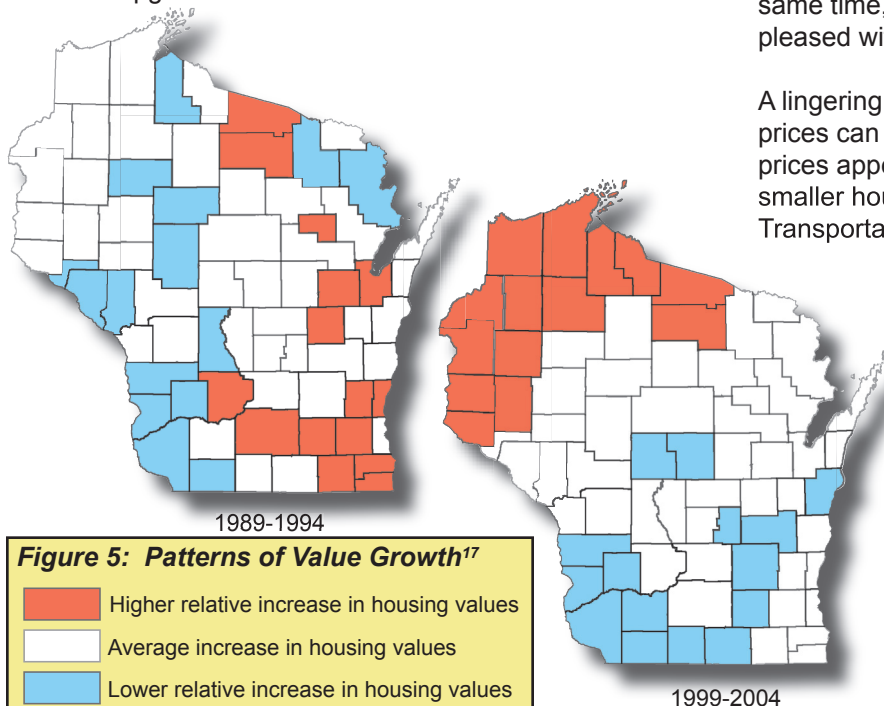 same time,
pleased wi
A lingering
prices can
prices appe
smaller hou
Transporta
1989-1994
Figure 5: Patterns of Value Growth17
Higher relative increase in housing values
Average increase in housing values
Lower relative increase in housing values
1999-2004